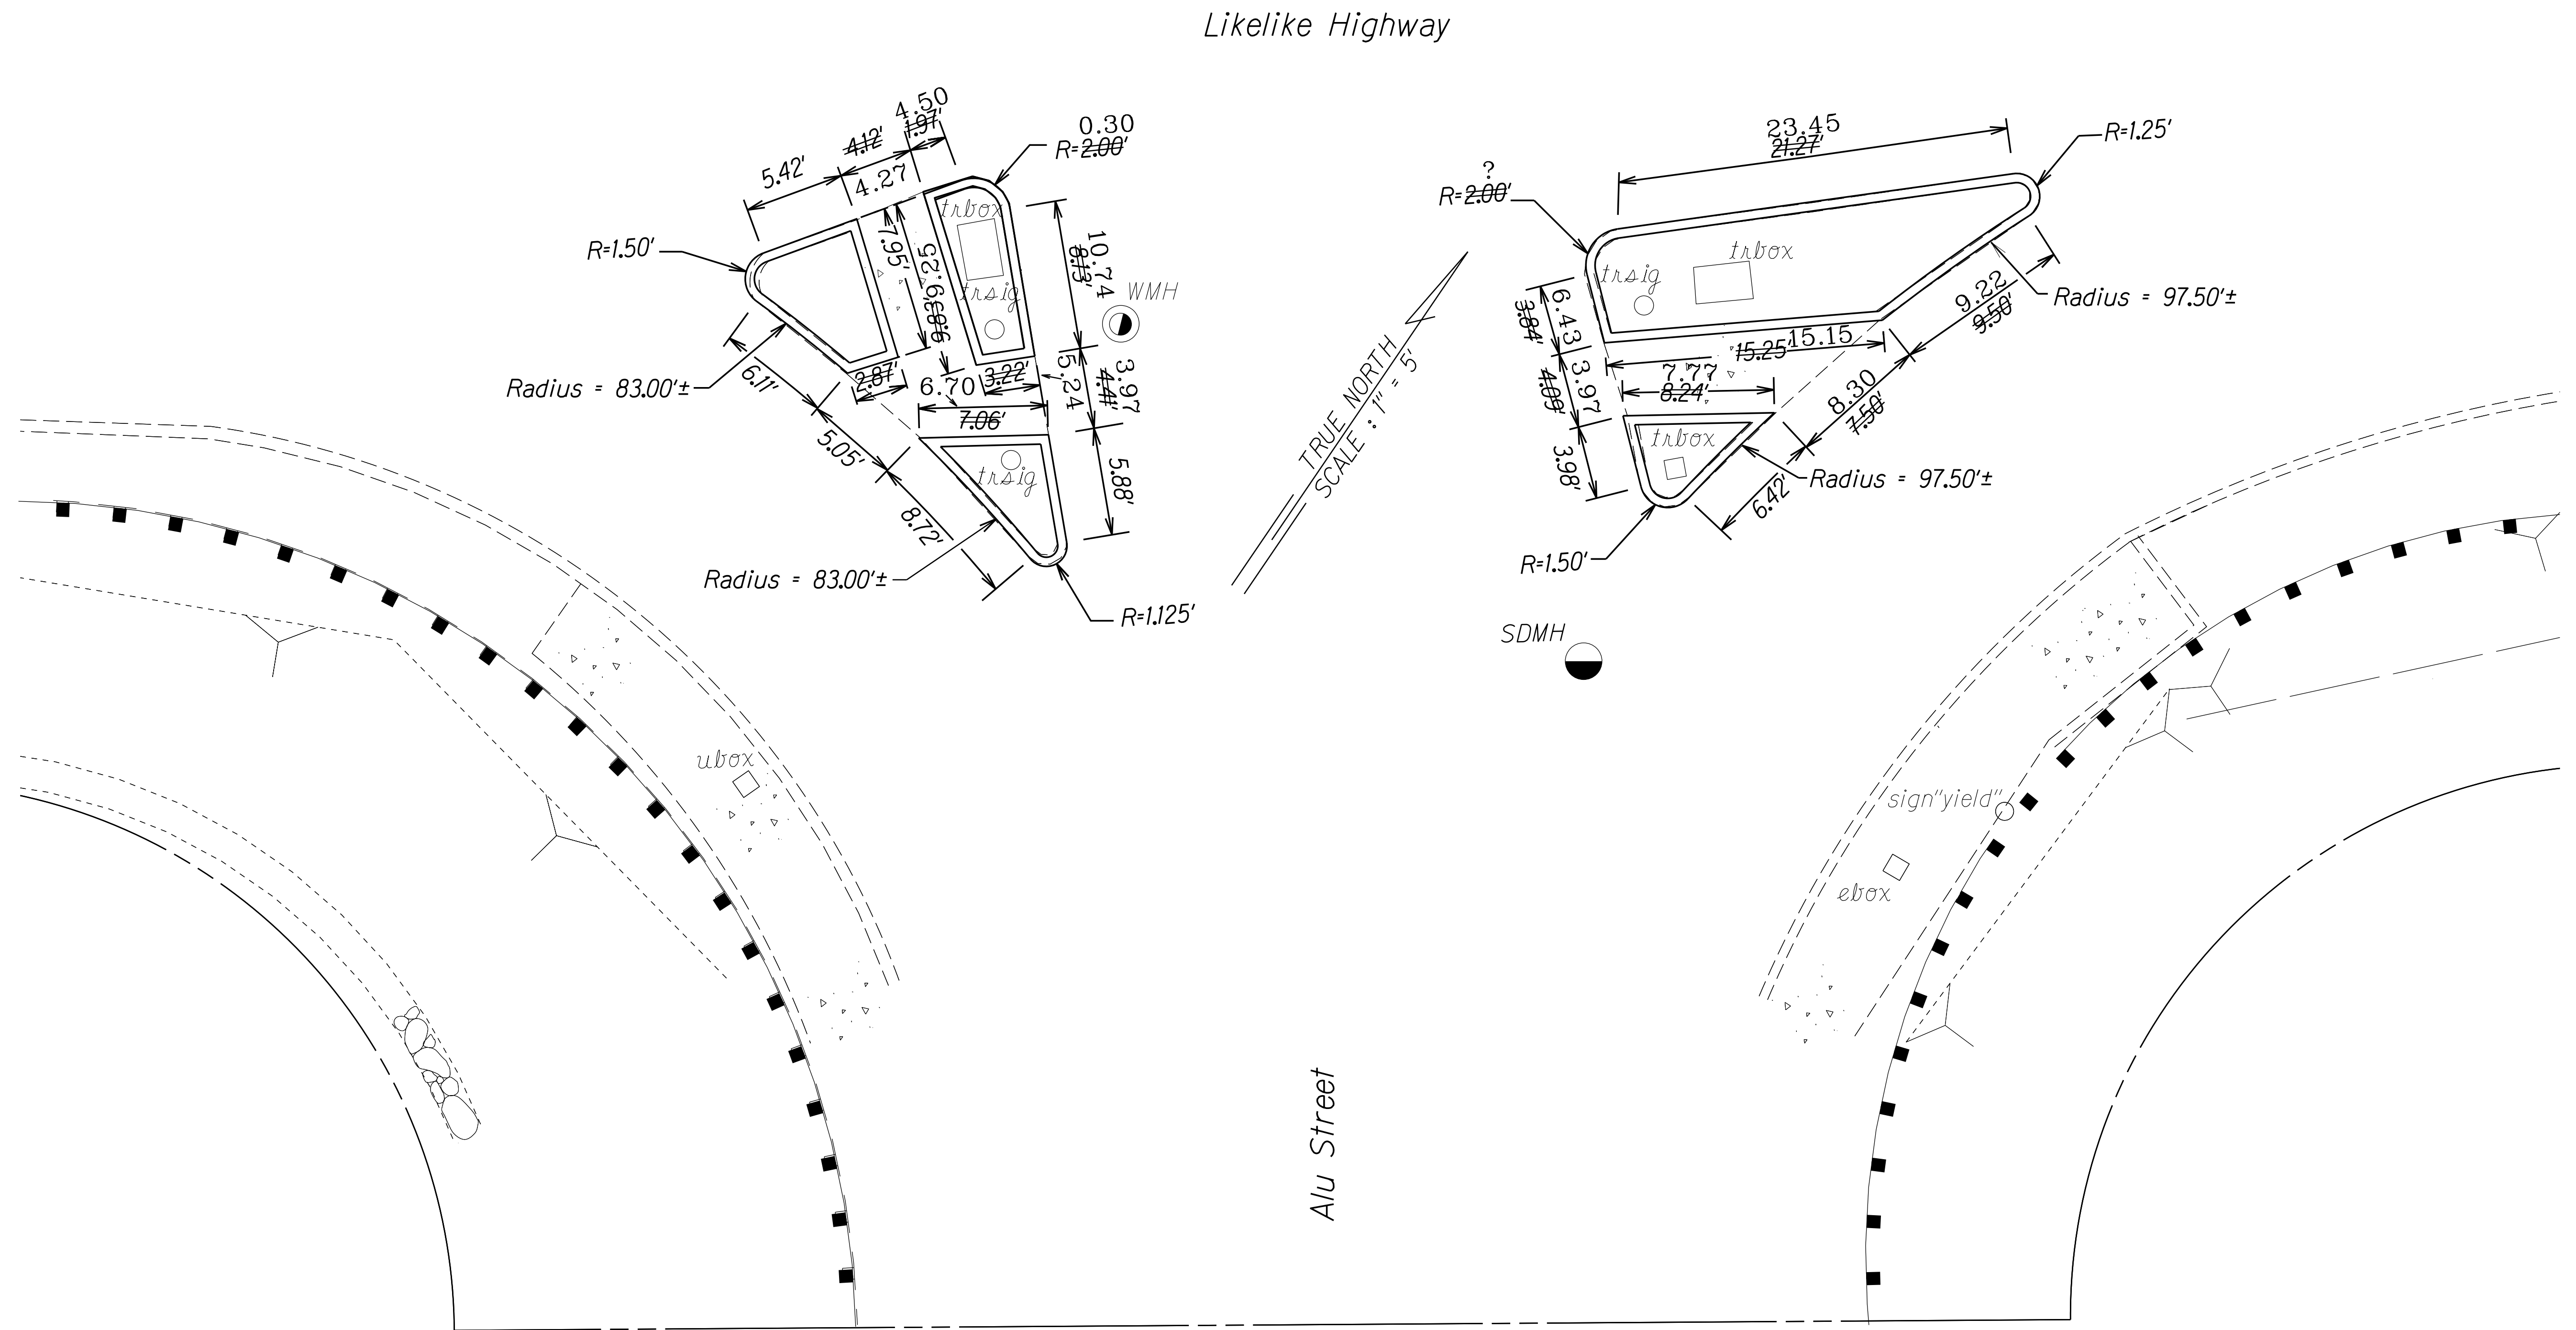 Likelike Highway
4.50
1.97'
4.12'
5.42'
4.27
0.30
R=2.00'
R=1.50'
trbox
trsig
7.95'
9.25
9.83'
10.74
8.13'
WMH
Radius = 83.00'±
6.11'
2.87'
6.70
3.22'
7.06'
5.24
3.97
4.41'
5.05'
5.88'
trsig
8.72'
Radius = 83.00'±
R=1.125'
TRUE NORTH
SCALE : 1" = 5'
23.45
21.27'
R=1.25'
?
R=2.00'
trbox
trsig
6.43
3.84'
9.22
9.50'
Radius = 97.50'±
15.25'
15.15
7.77
8.24'
3.97
4.09'
8.30
7.50'
trbox
3.98'
Radius = 97.50'±
6.42'
R=1.50'
SDMH
ubox
sign"yield"
ebox
Alu Street